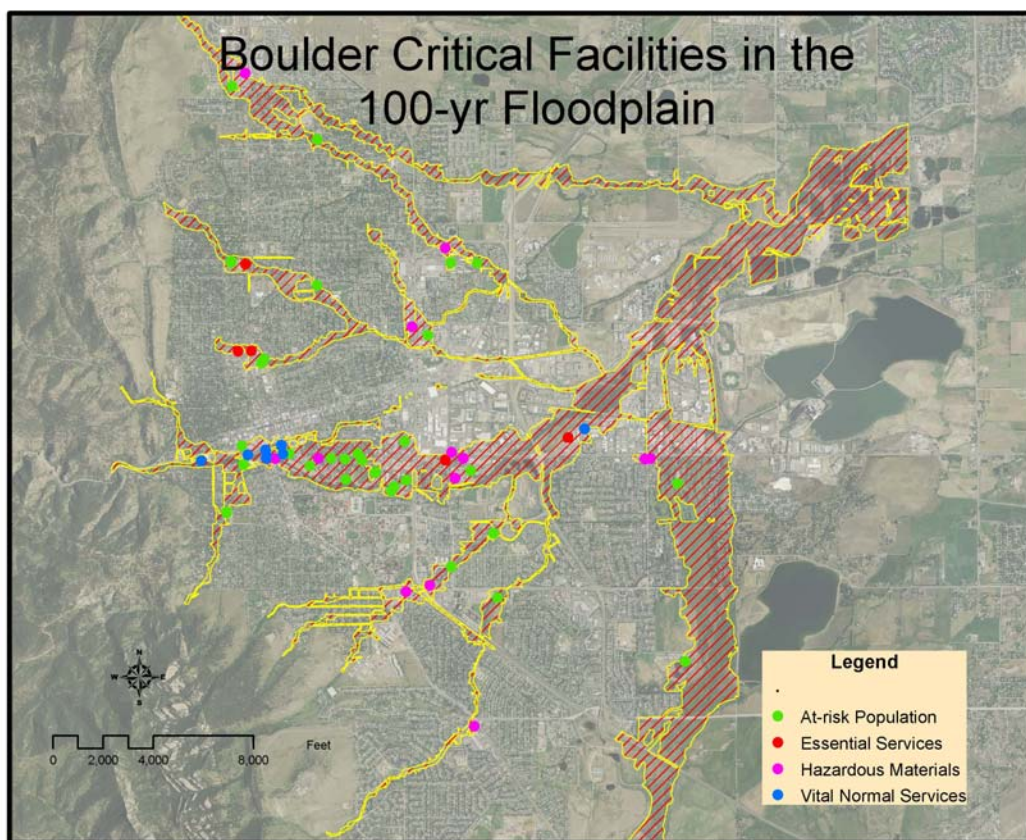 Boulder Critical Facilities in the
100-yr Floodplain
N
W E
S
Feet
0 2,000 4,000 8,000
Legend
.
At-risk Population
Essential Services
Hazardous Materials
Vital Normal Services